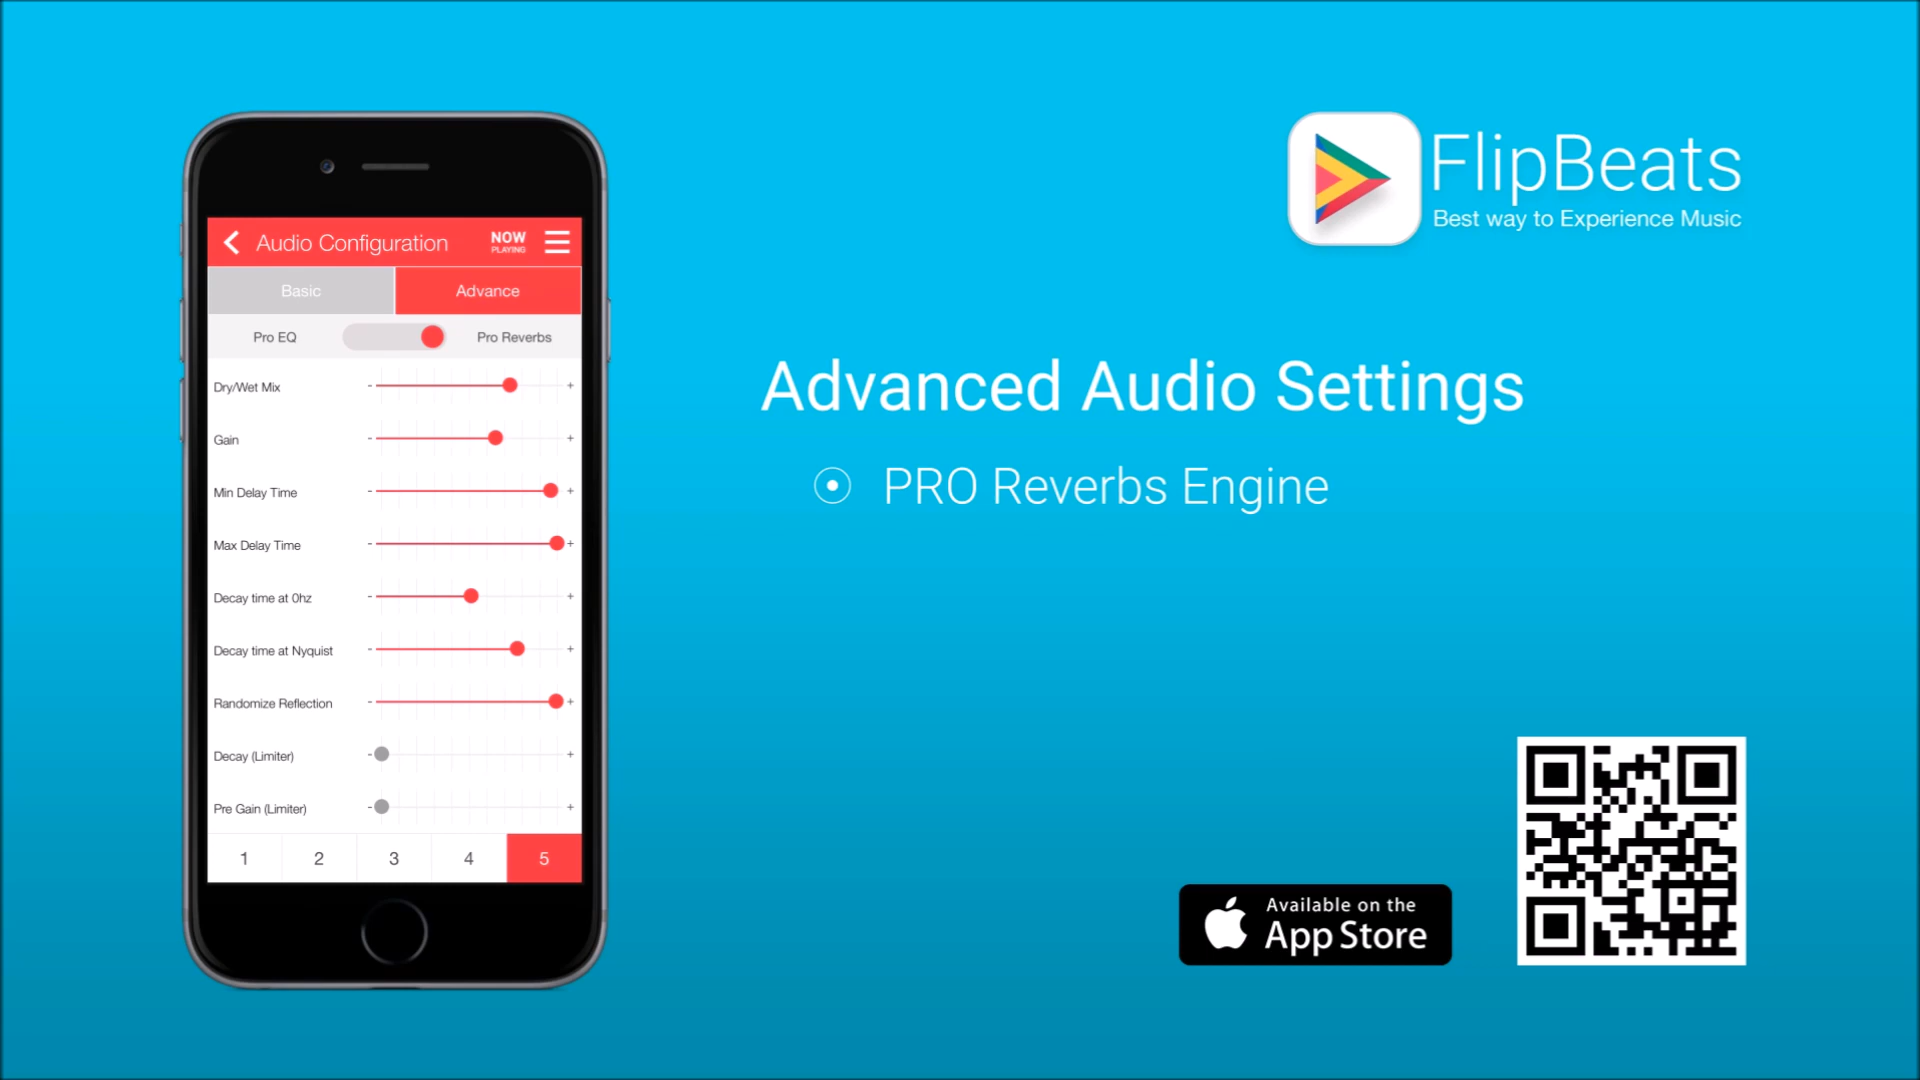 Audio Configuration
NOW
PLAYING
Basic
Advance
Pro EQ
Pro Reverbs
Dry/Wet Mix
- +
Gain
- +
Min Delay Time
- +
Max Delay Time
- +
Decay time at 0hz
- +
Decay time at Nyquist
- +
Randomize Reflection
- +
Decay (Limiter)
- +
Pre Gain (Limiter)
- +
1 2 3 4 5
FlipBeats
Best way to Experience Music
Advanced Audio Settings
PRO Reverbs Engine
Available on the
App Store